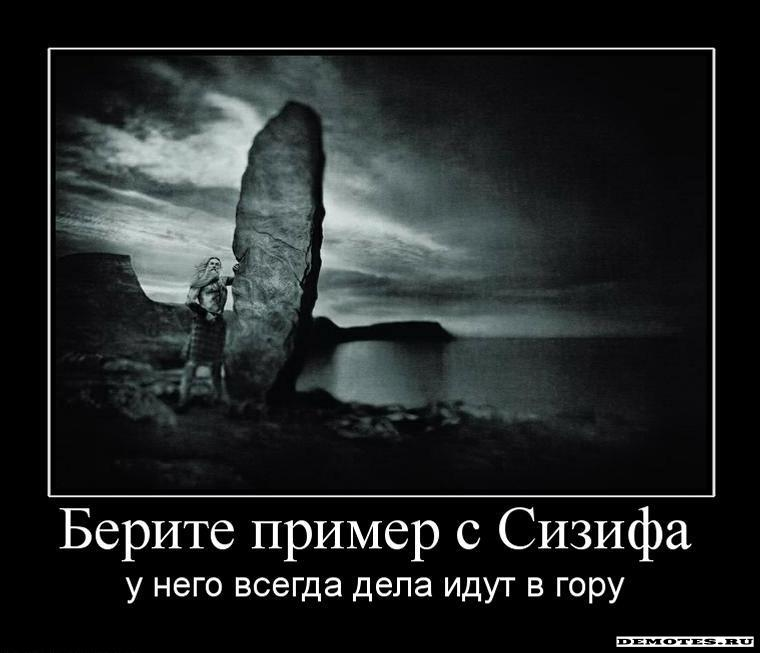 Берите пример с Сизифа
у него всегда дела идут в гору
DEMOTES.RU